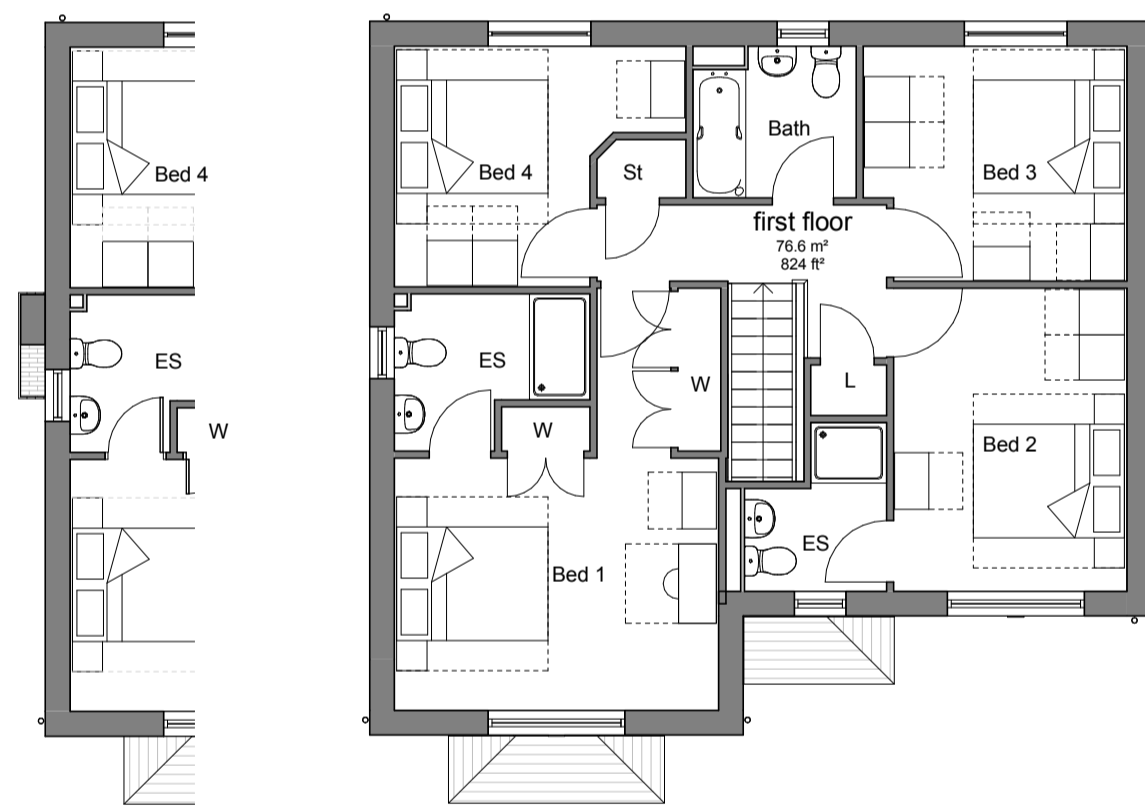 Bed 4
ES
W
Bed 4
St
Bath
Bed 3
first floor
76.6 m²
824 ft²
ES
W
W
L
Bed 2
ES
Bed 1